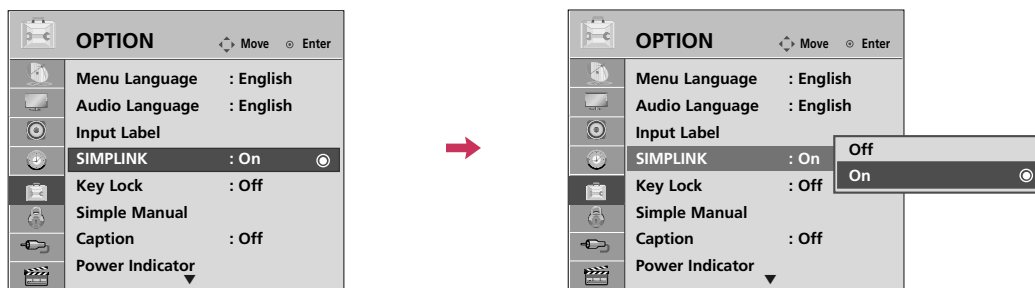 OPTION
Move
Enter
Menu Language : English
Audio Language : English
Input Label
SIMPLINK : On
Key Lock : Off
Simple Manual
Caption : Off
Power Indicator
OPTION
Move
Enter
Menu Language : English
Audio Language : English
Input Label
SIMPLINK : On
Key Lock : Off
Simple Manual
Caption : Off
Power Indicator
Off
On